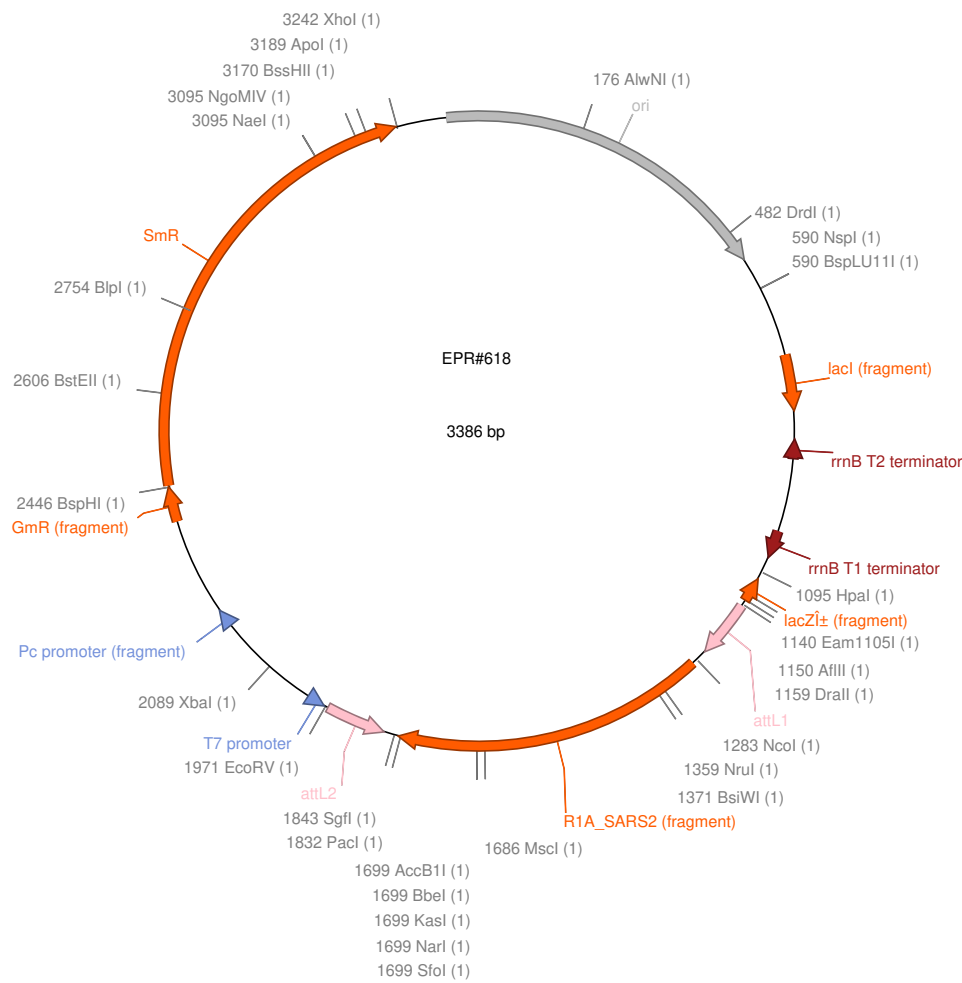 3242 XhoI (1)
3189 ApoI (1)
3170 BssHII (1)
3095 NgoMIV (1)
3095 NaeI (1)
176 AlwNI (1)
ori
482 DrdI (1)
590 NspI (1)
590 BspLU11I (1)
SmR
2754 BlpI (1)
2606 BstEII (1)
EPR#618
3386 bp
lacI (fragment)
rrnB T2 terminator
2446 BspHI (1)
GmR (fragment)
rrnB T1 terminator
1095 HpaI (1)
lacZÎ± (fragment)
1140 Eam1105I (1)
1150 AflII (1)
1159 DraII (1)
attL1
1283 NcoI (1)
1359 NruI (1)
1371 BsiWI (1)
R1A_SARS2 (fragment)
Pc promoter (fragment)
2089 XbaI (1)
T7 promoter
1971 EcoRV (1)
attL2
1843 SgfI (1)
1832 PacI (1)
1686 MscI (1)
1699 AccB1I (1)
1699 BbeI (1)
1699 KasI (1)
1699 NarI (1)
1699 SfoI (1)